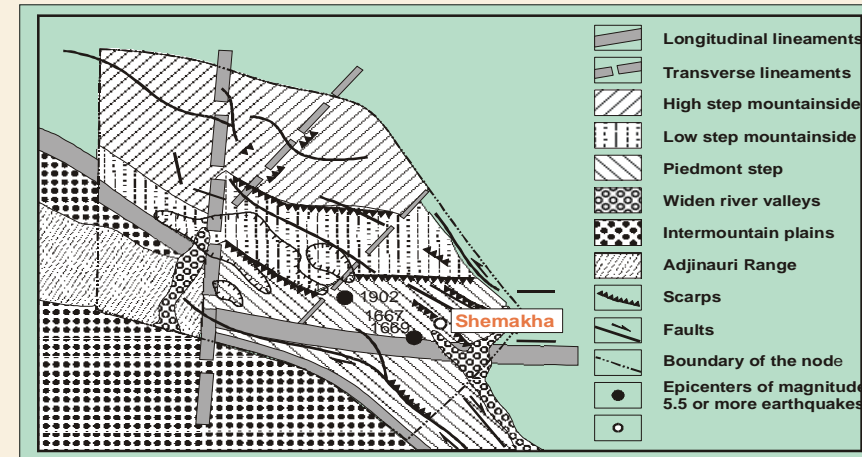 Longitudinal lineaments
Transverse lineaments
High step mountainside
Low step mountainside
Piedmont step
Widen river valleys
Intermountain plains
Adjinauri Range
Scarps
Faults
Boundary of the node
Epicenters of magnitude
5.5 or more earthquakes
1902
1667
1669
Shemakha